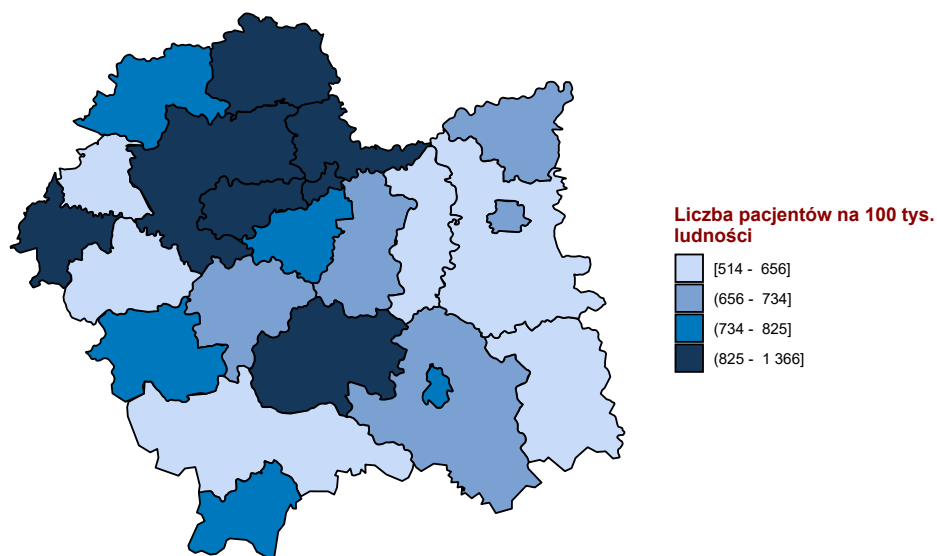 Liczba pacjentów na 100 tys.
ludności
[514 - 656]
(656 - 734]
(734 - 825]
(825 - 1 366]